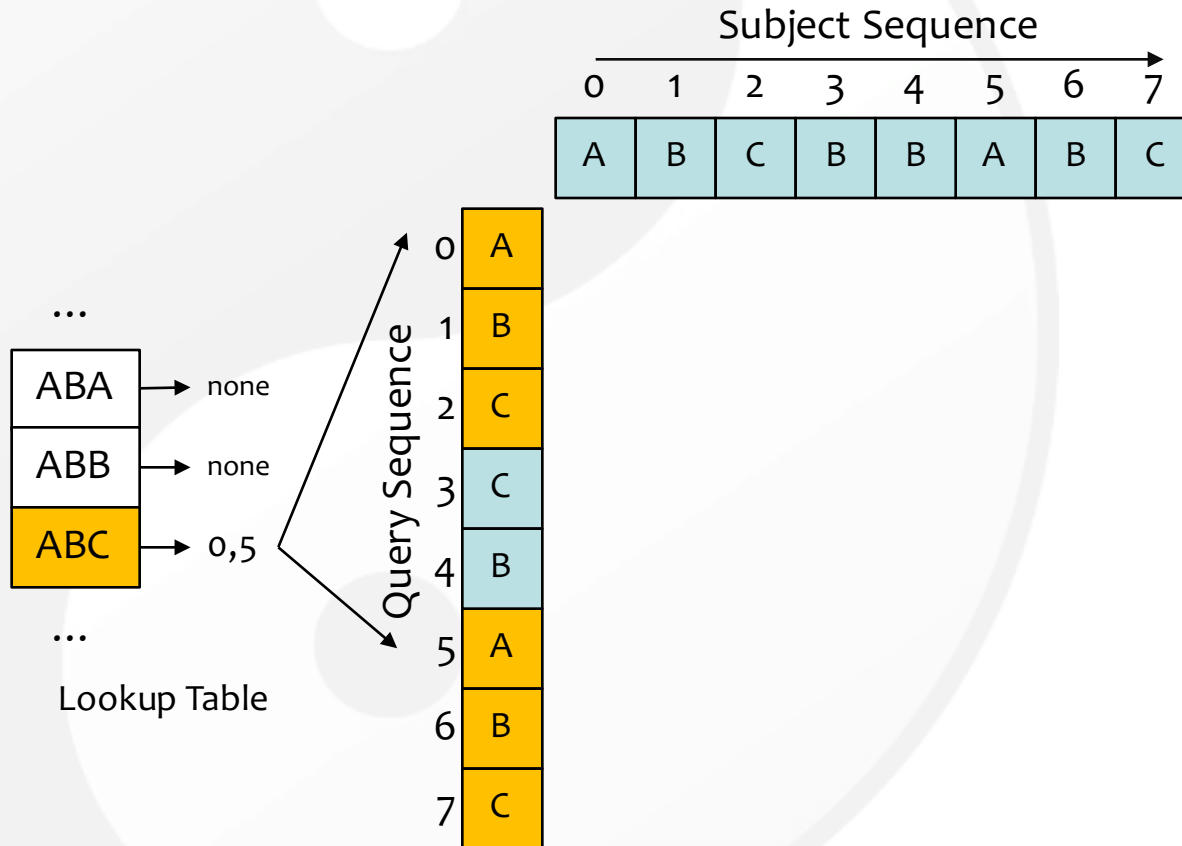 Subject Sequence
0 1 2 3 4 5 6 7
A B C B B A B C
0 A
1 B
2 C
3 C
4 B
5 A
6 B
7 C
Query Sequence
...
ABA none
ABB none
ABC 0,5
...
Lookup Table